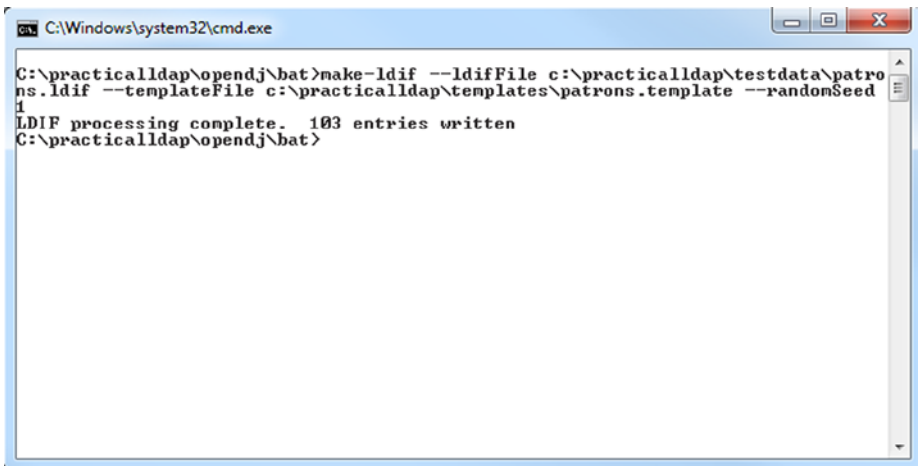 C:\Windows\system32\cmd.exe
C:\practicalldap\opendj\bat>make-ldif --ldifFile c:\practicalldap\testdata\patro
ns.ldif --templateFile c:\practicalldap\templates\patrons.template --randomSeed
1
LDIF processing complete.  103 entries written
C:\practicalldap\opendj\bat>